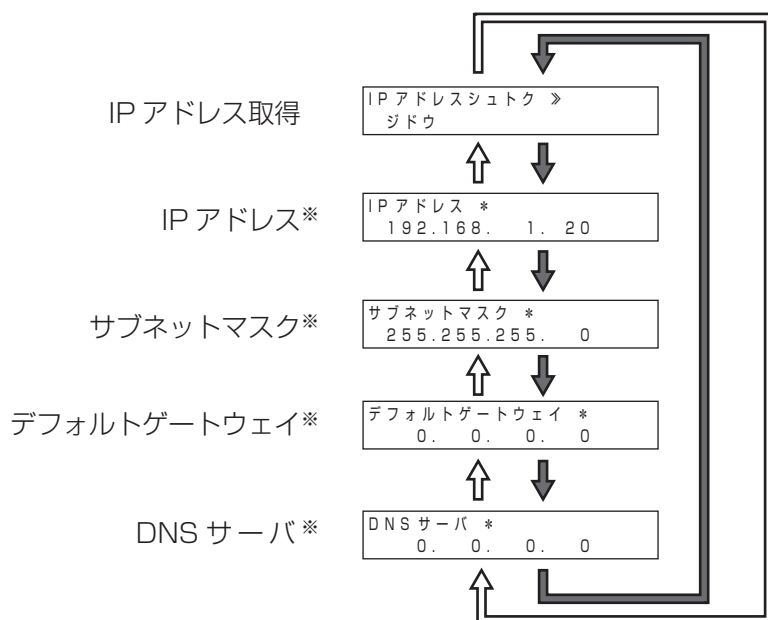 IP アドレス取得
IPアドレスシュトク 》
ジドウ
IP アドレス※
IPアドレス *
192.168. 1. 20
サブネットマスク※
サブネットマスク *
255.255.255. 0
デフォルトゲートウェイ※
デフォルトゲートウェイ *
0. 0. 0. 0
DNS サーバ※
DNSサーバ *
0. 0. 0. 0